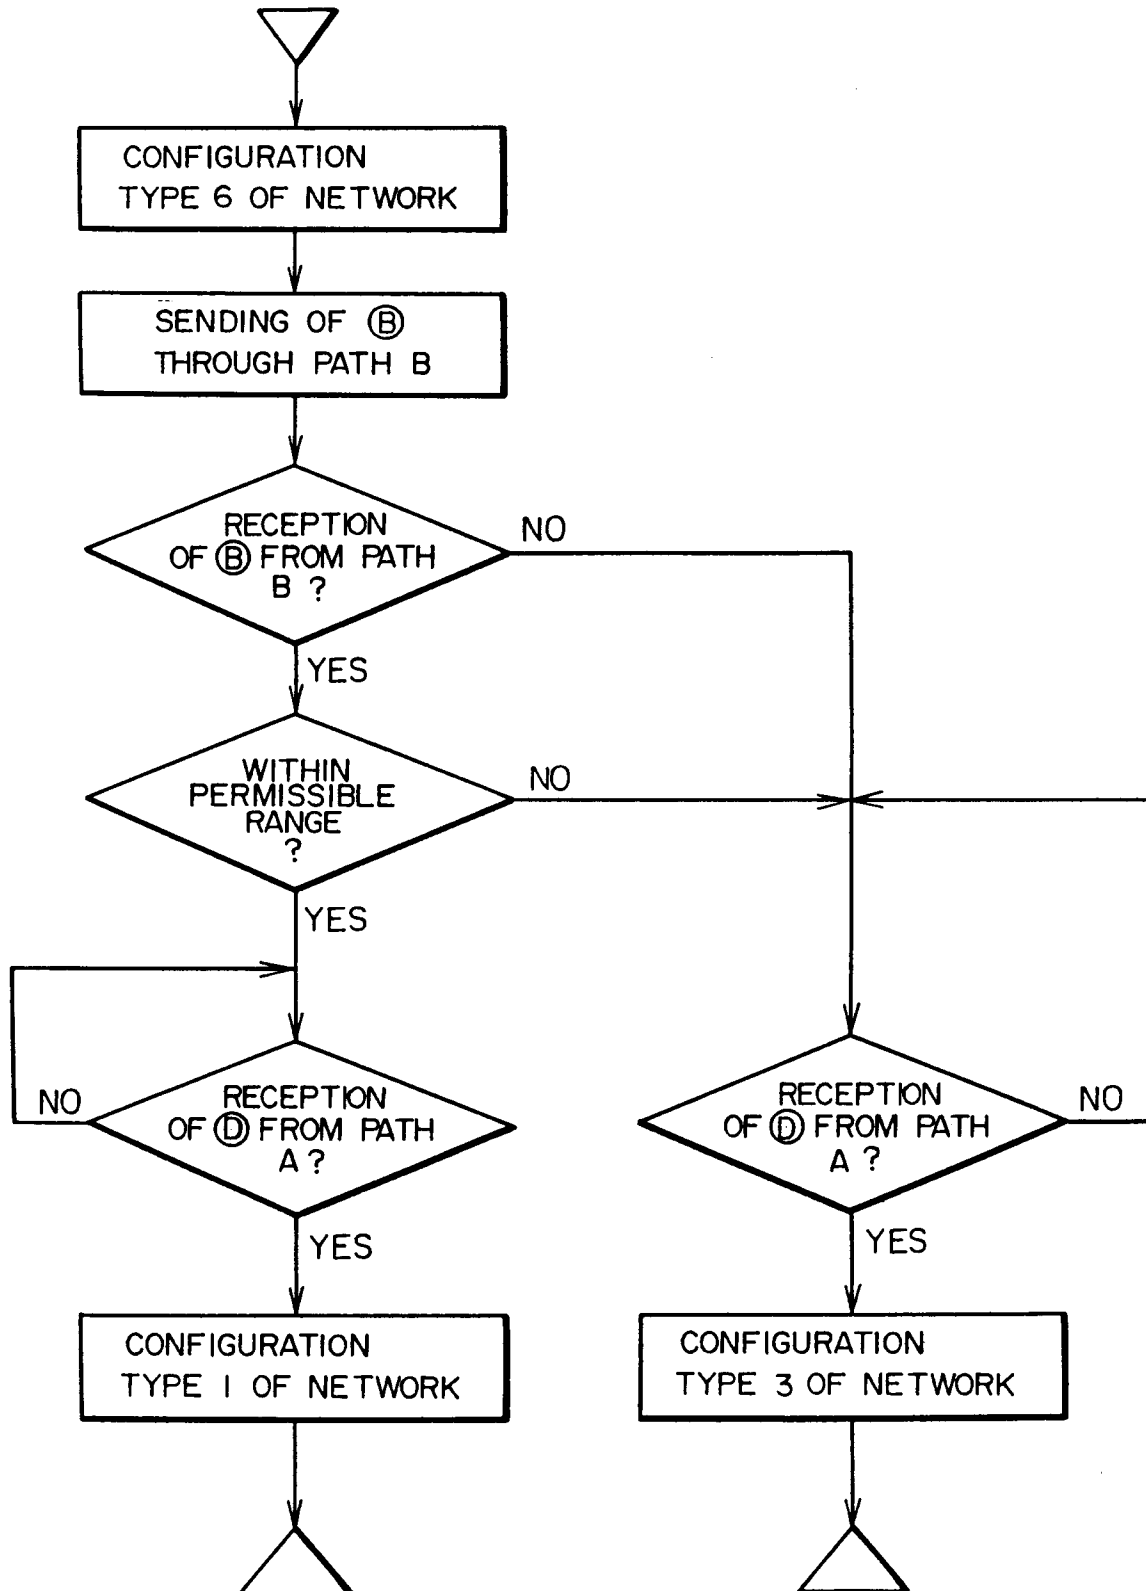 CONFIGURATION
TYPE 6 OF NETWORK
SENDING OF Ⓑ
THROUGH PATH B
RECEPTION
OF Ⓑ FROM PATH
B ?
NO
YES
WITHIN
PERMISSIBLE
RANGE
?
NO
YES
RECEPTION
OF Ⓓ FROM PATH
A ?
NO
YES
RECEPTION
OF Ⓓ FROM PATH
A ?
NO
YES
CONFIGURATION
TYPE 1 OF NETWORK
CONFIGURATION
TYPE 3 OF NETWORK